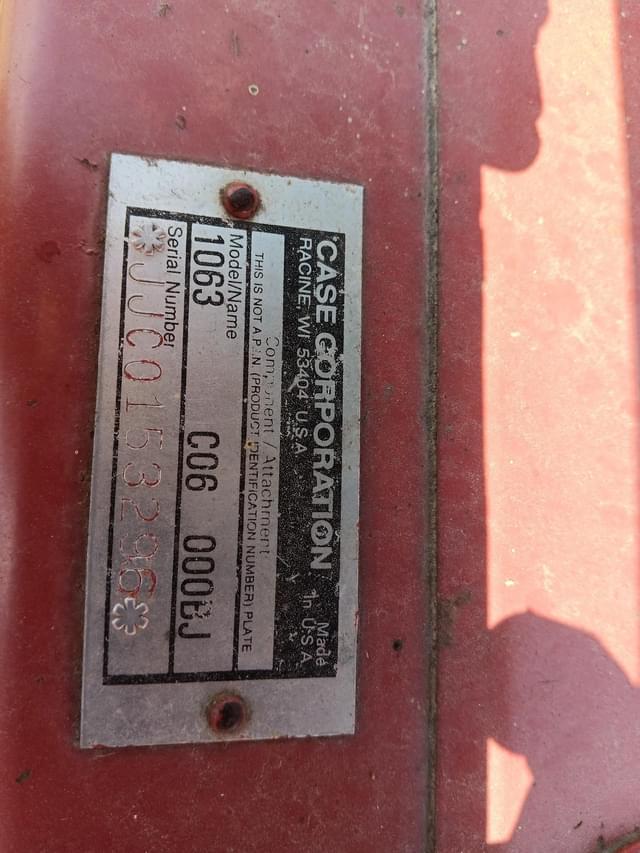 CASE CORPORATION
RACINE, WI 53404 U.S.A.
Made
In U.S.A.
Component / Attachment
THIS IS NOT A P.I.N. (PRODUCT IDENTIFICATION NUMBER) PLATE
Model/Name
1063 C06 000BJ
Serial Number
*JJC0153296*